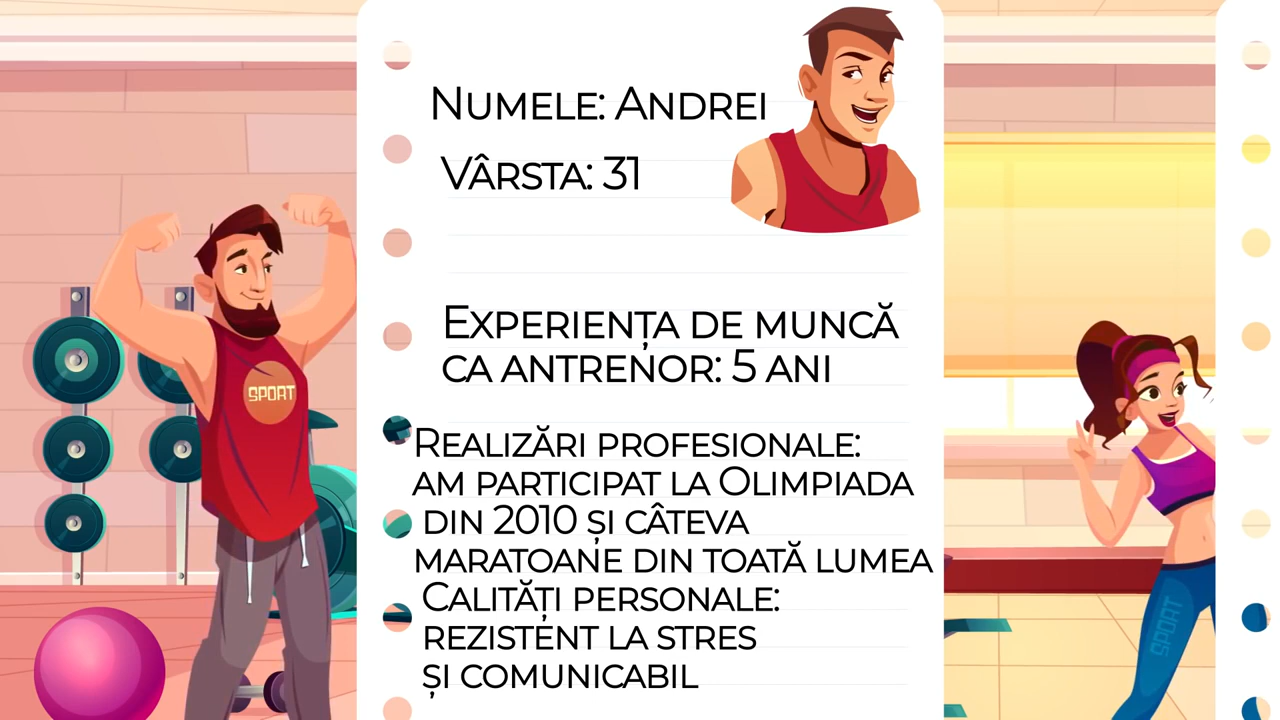 Numele: Andrei
Vârsta: 31
Experiența de muncă
ca antrenor: 5 ani
Realizări profesionale:
am participat la Olimpiada
din 2010 și câteva
maratoane din toată lumea
Calități personale:
rezistent la stres
și comunicabil
SPORT
SPORT